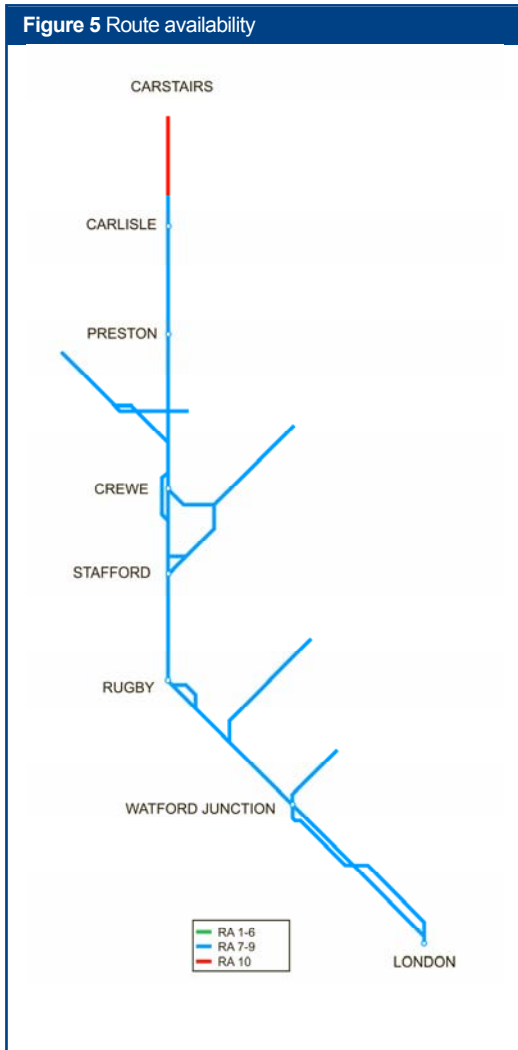 Figure 5 Route availability
CARSTAIRS
CARLISLE
PRESTON
CREWE
STAFFORD
RUGBY
WATFORD JUNCTION
RA 1-6
RA 7-9
RA 10
LONDON